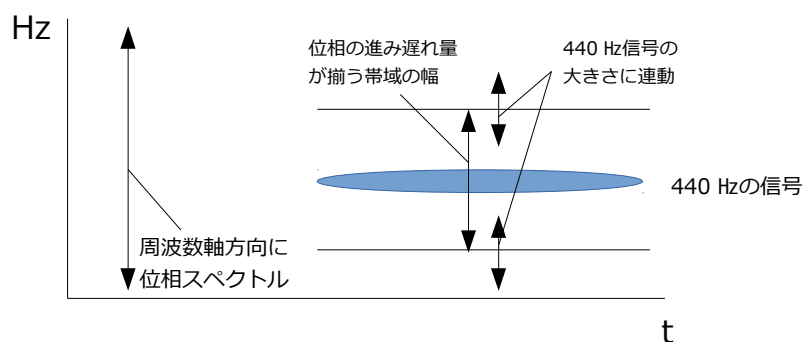 Hz
位相の進み遅れ量
が揃う帯域の幅
440 Hz信号の
大きさに連動
440 Hzの信号
周波数軸方向に
位相スペクトル
t